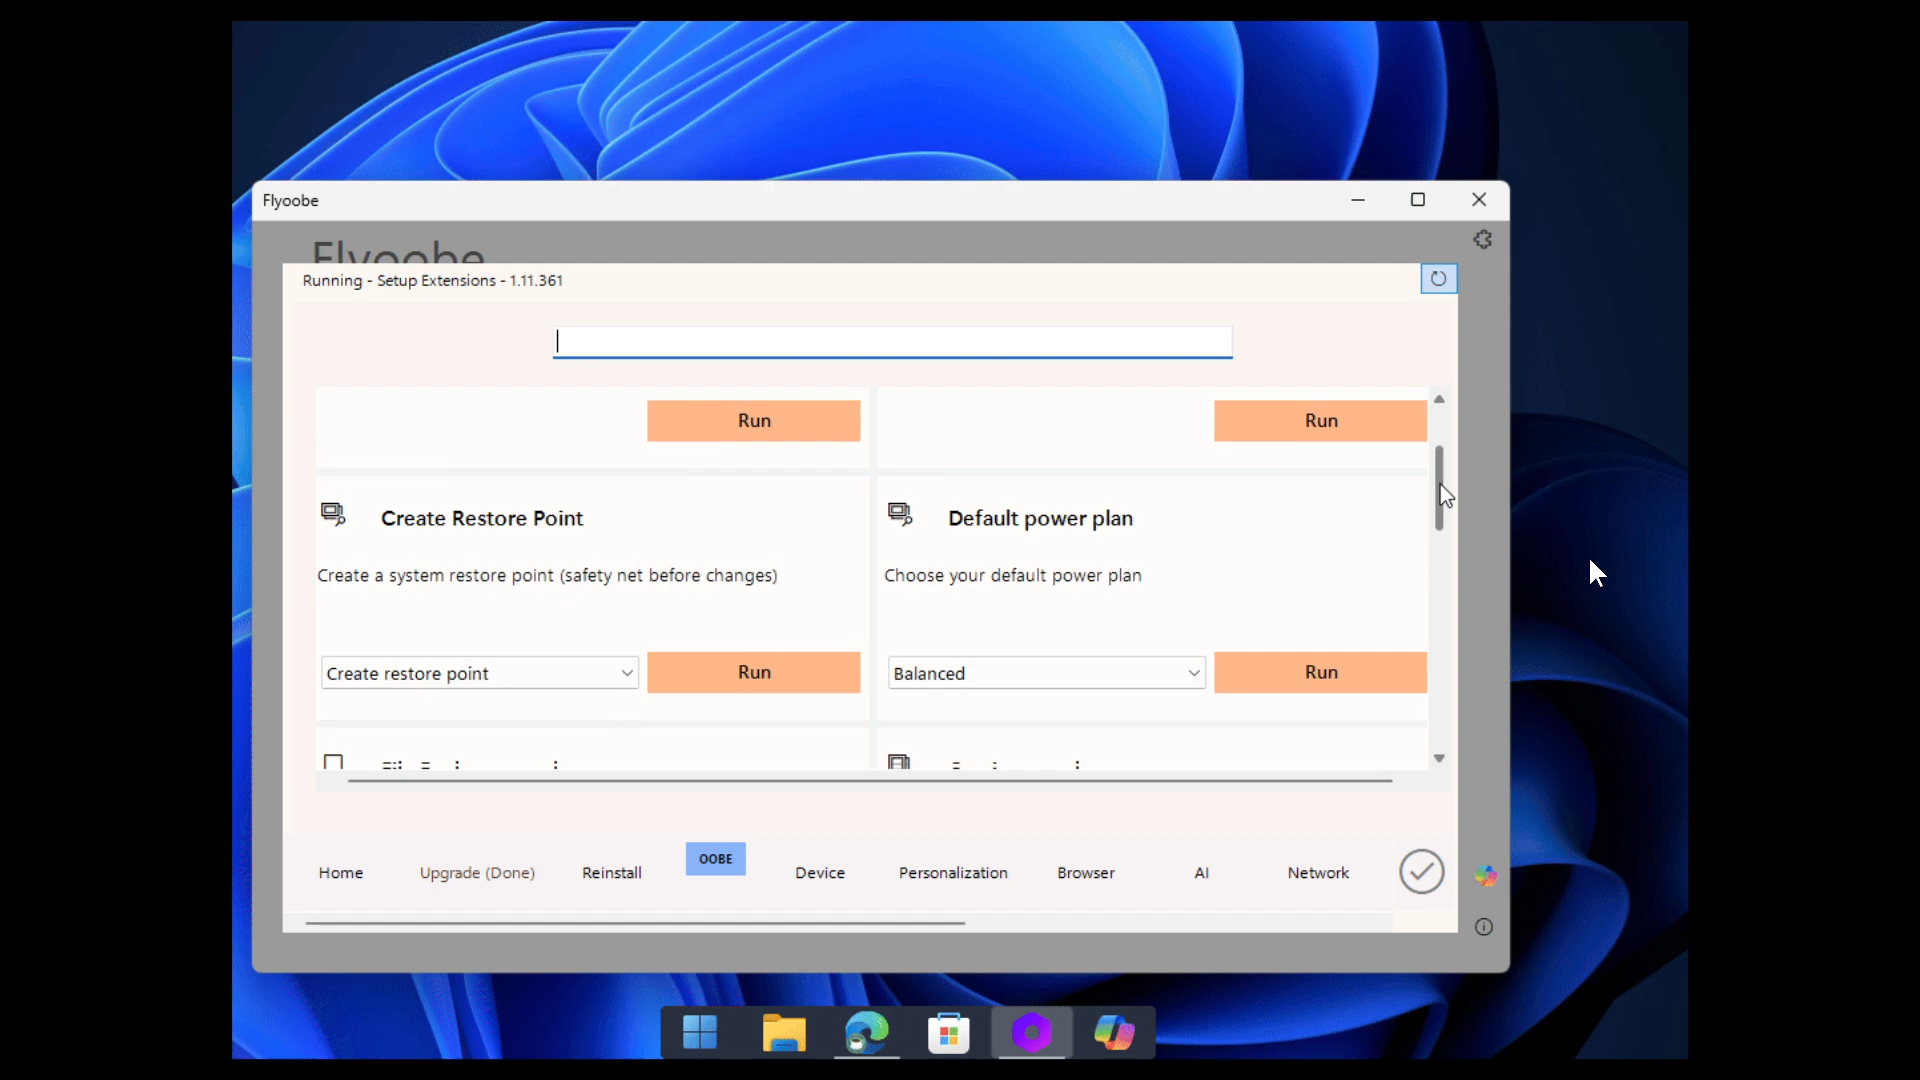 Flyoobe
Flyoobe
Running - Setup Extensions - 1.11.361
Run
Run
Create Restore Point
Default power plan
Create a system restore point (safety net before changes)
Choose your default power plan
Create restore point
Run
Balanced
Run
Home
Upgrade (Done)
Reinstall
OOBE
Device
Personalization
Browser
AI
Network